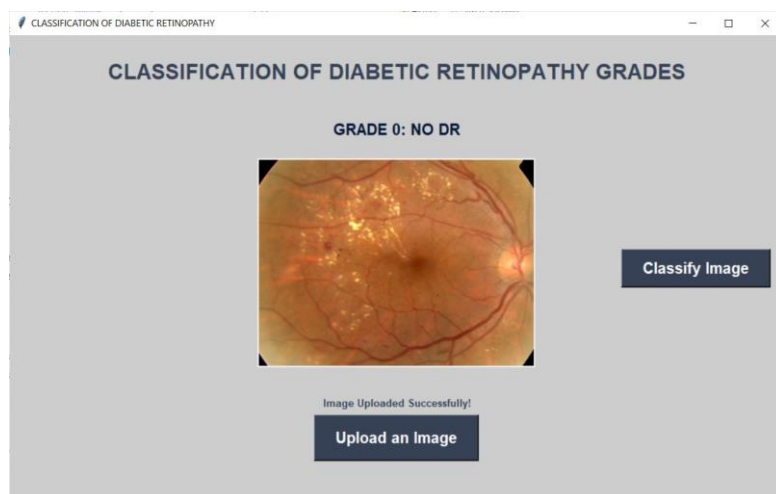 CLASSIFICATION OF DIABETIC RETINOPATHY
CLASSIFICATION OF DIABETIC RETINOPATHY GRADES
GRADE 0: NO DR
Classify Image
Image Uploaded Successfully!
Upload an Image